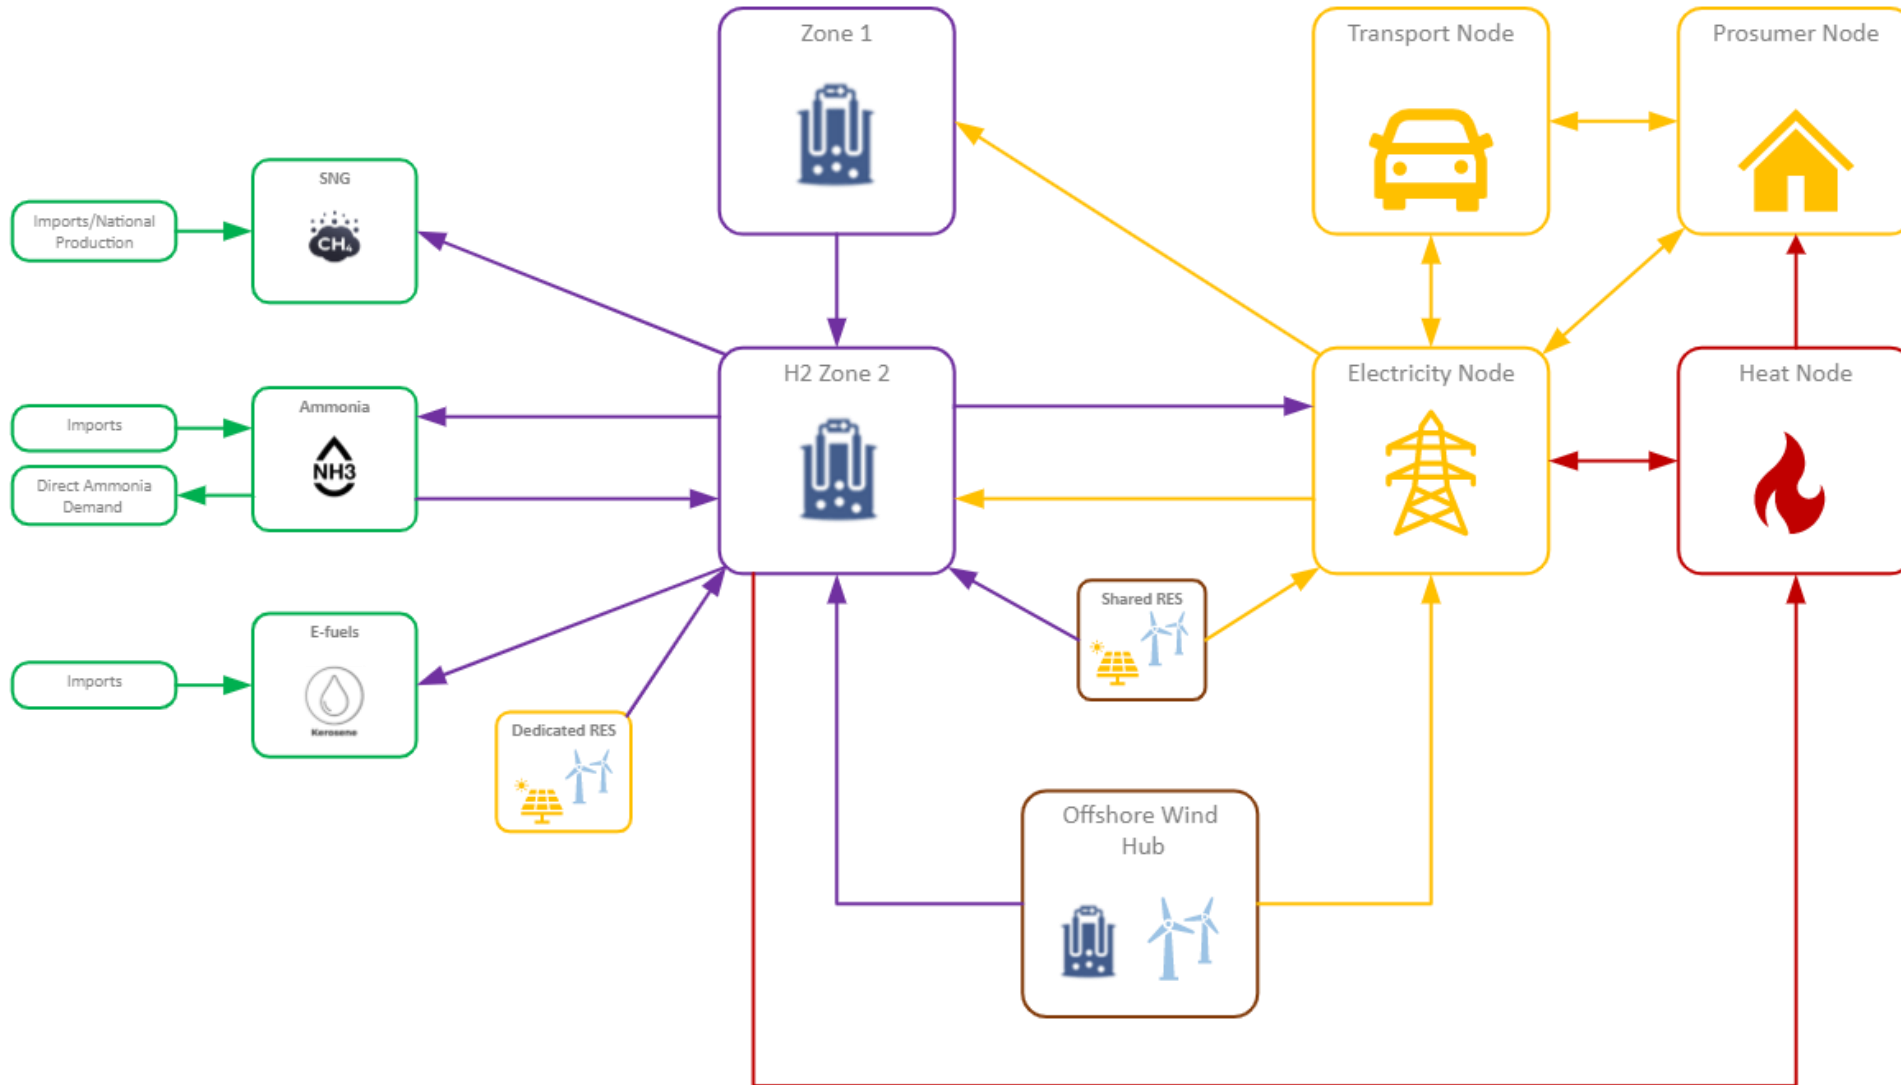 Zone 1
Transport Node
Prosumer Node
SNG
CH₄
Imports/National
Production
H2 Zone 2
Electricity Node
Heat Node
Ammonia
NH3
Imports
Direct Ammonia
Demand
Shared RES
E-fuels
Kerosene
Imports
Dedicated RES
Offshore Wind
Hub